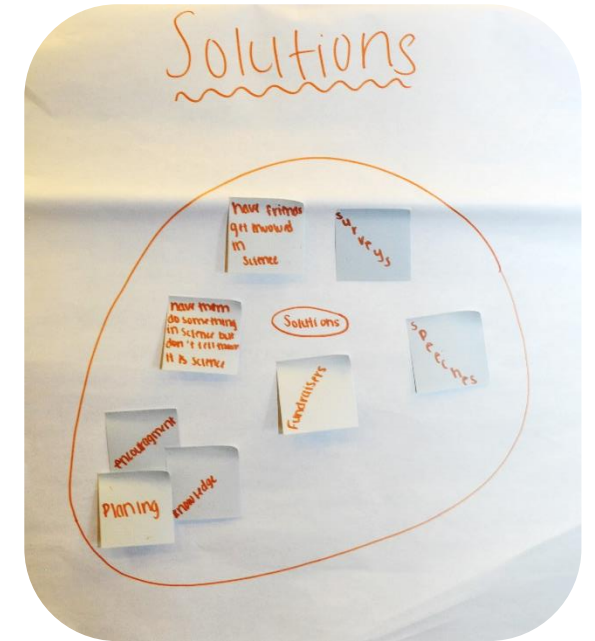 Solutions
have friends
get involved
in
science
surveys
have them
do something
in science but
don't tell them
it is science
Solutions
speeches
Fundraisers
encouragment
knowledge
Planing